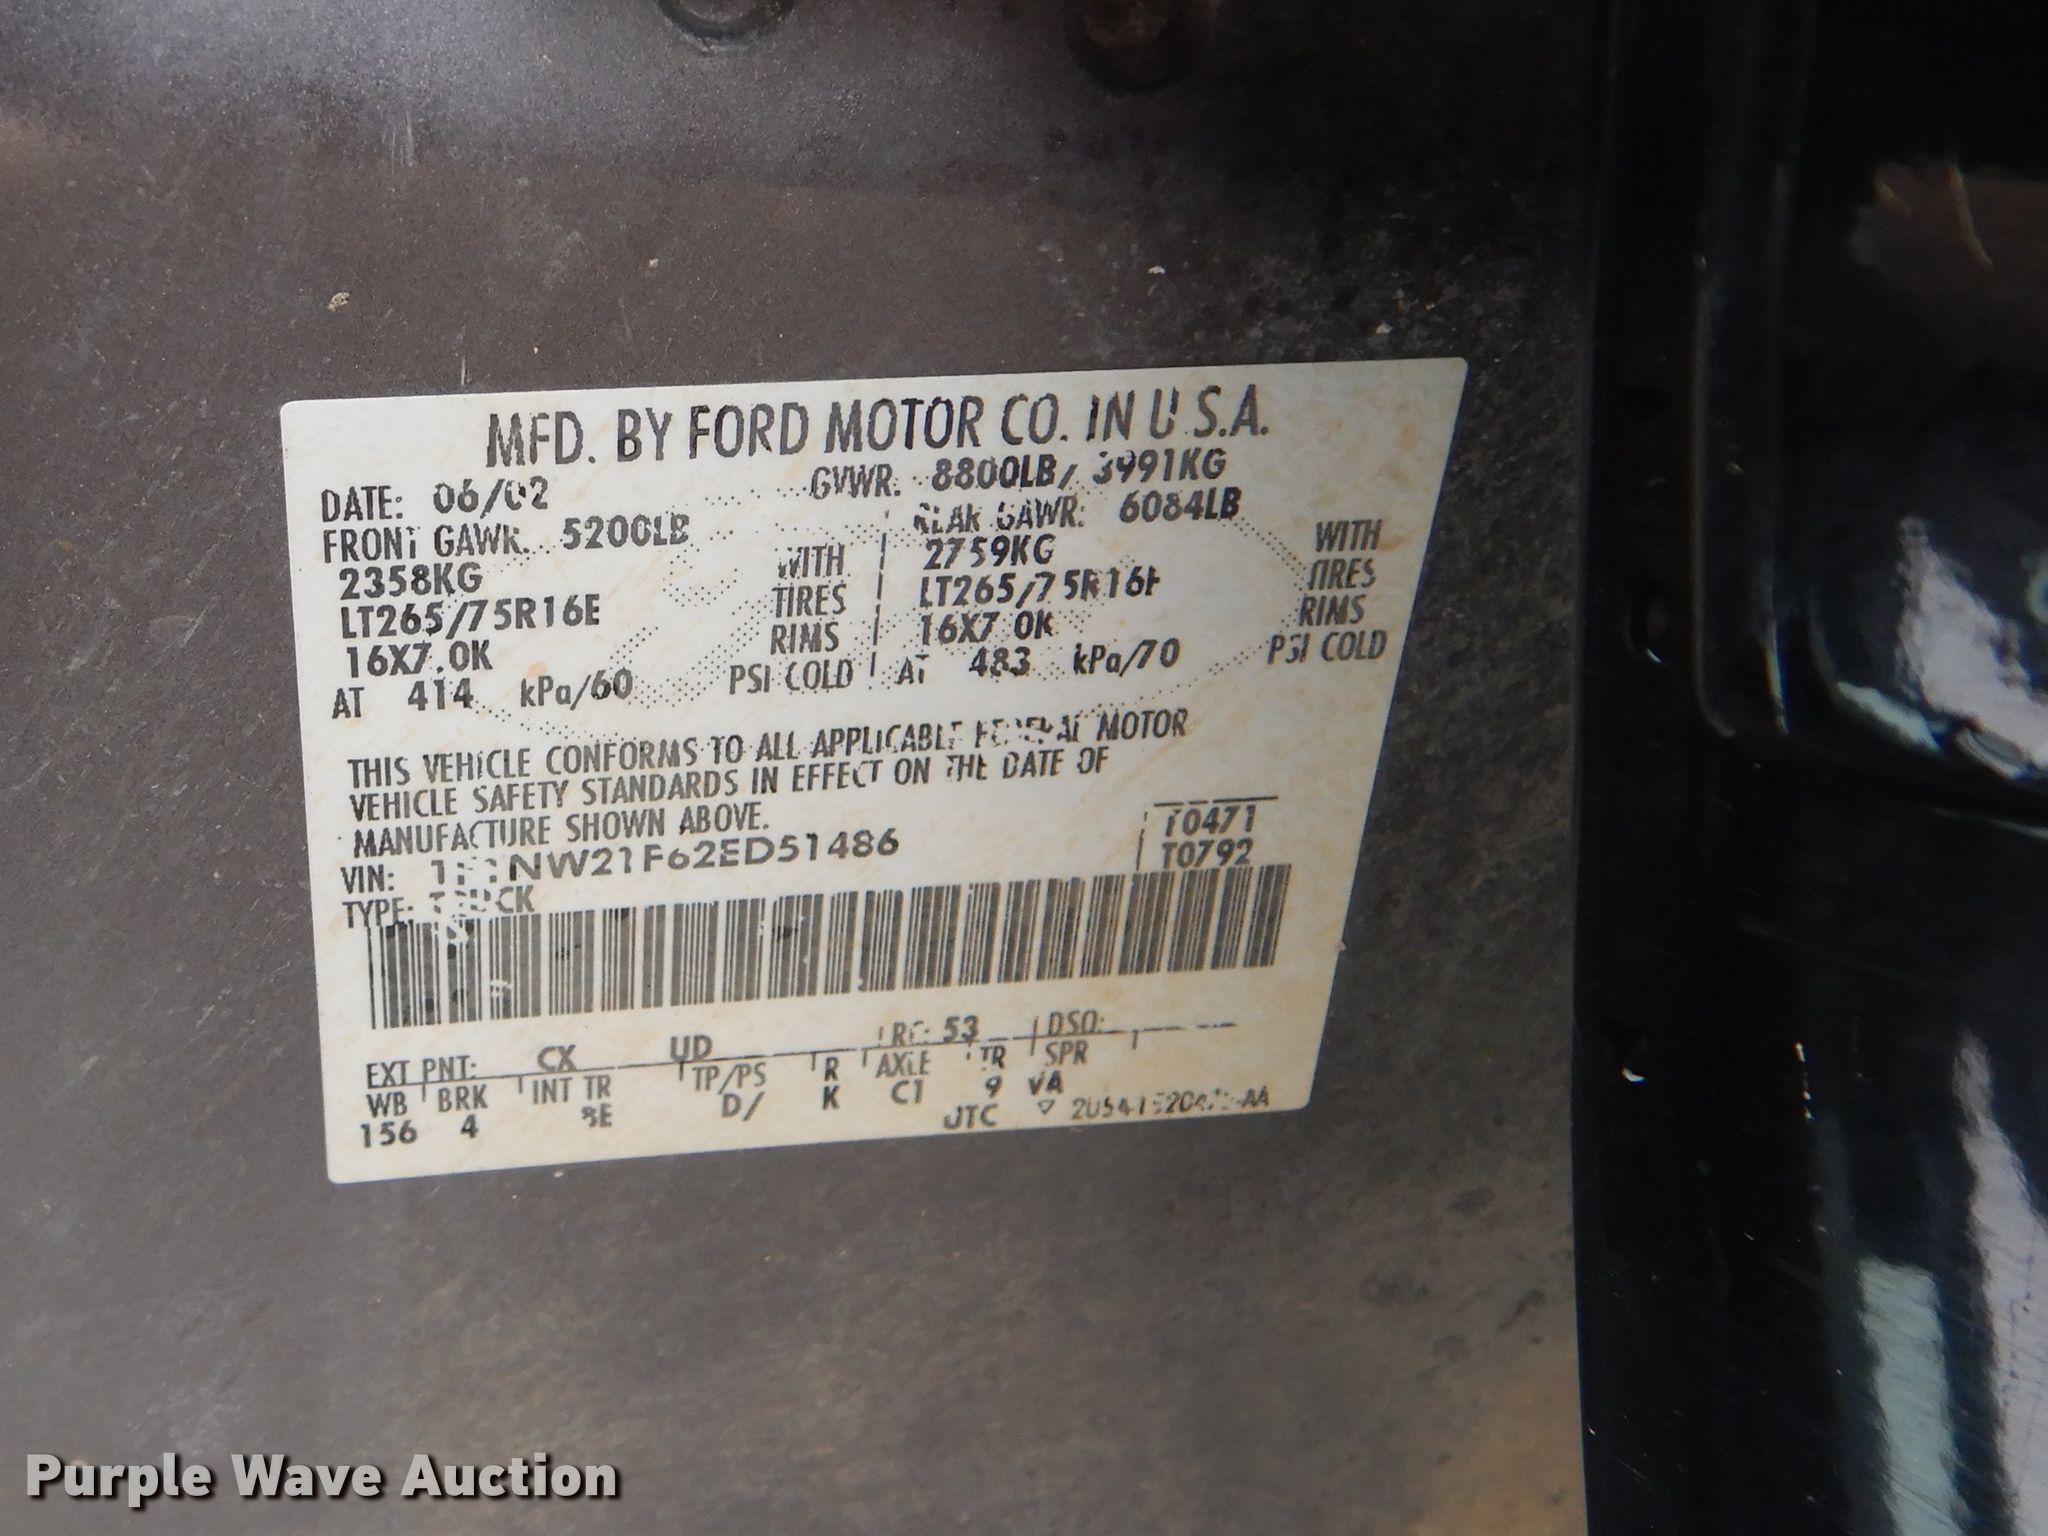 MFD. BY FORD MOTOR CO. IN U.S.A.
DATE: 06/02 GVWR: 8800LB/ 3991KG
FRONT GAWR: 5200LB REAR GAWR: 6084LB
2358KG WITH 2759KG WITH
LT265/75R16E TIRES LT265/75R16E TIRES
16X7.0K RIMS 16X7.0K RIMS
AT 414 kPa/60 PSI COLD AT 483 kPa/70 PSI COLD
THIS VEHICLE CONFORMS TO ALL APPLICABLE FEDERAL MOTOR
VEHICLE SAFETY STANDARDS IN EFFECT ON THE DATE OF
MANUFACTURE SHOWN ABOVE.
VIN:
TYPE: TRUCK
T0471
T0792
EXT PNT: CX UD RC: 53 DSO:
WB BRK INT TR TP/PS R AXLE TR SPR
156 4 D/ K C1 9 VA
UTC
Purple Wave Auction